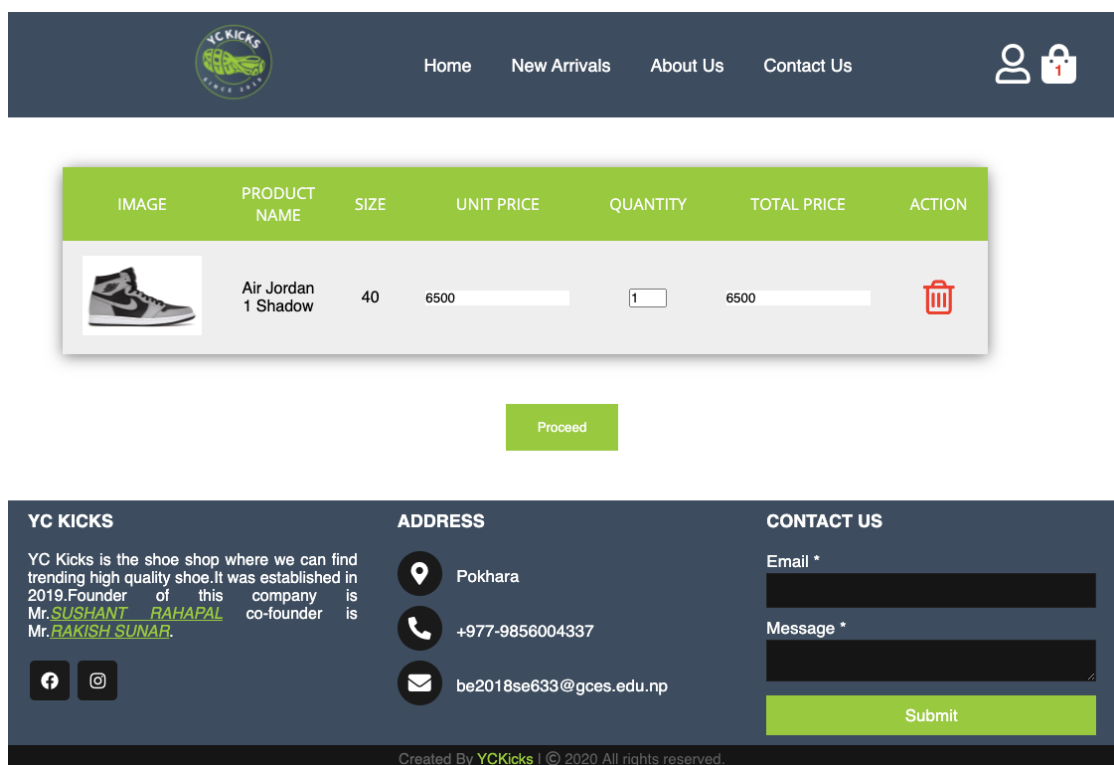 YC KICKS
SINCE 2019
Home New Arrivals About Us Contact Us
1
IMAGE PRODUCT NAME SIZE UNIT PRICE QUANTITY TOTAL PRICE ACTION
Air Jordan
1 Shadow
40 6500 1 6500
Proceed
YC KICKS
YC Kicks is the shoe shop where we can find
trending high quality shoe.It was established in
2019.Founder of this company is
Mr.SUSHANT RAHAPAL co-founder is
Mr.RAKISH SUNAR.
ADDRESS
Pokhara
+977-9856004337
be2018se633@gces.edu.np
CONTACT US
Email *
Message *
Submit
Created By YCKicks | © 2020 All rights reserved.